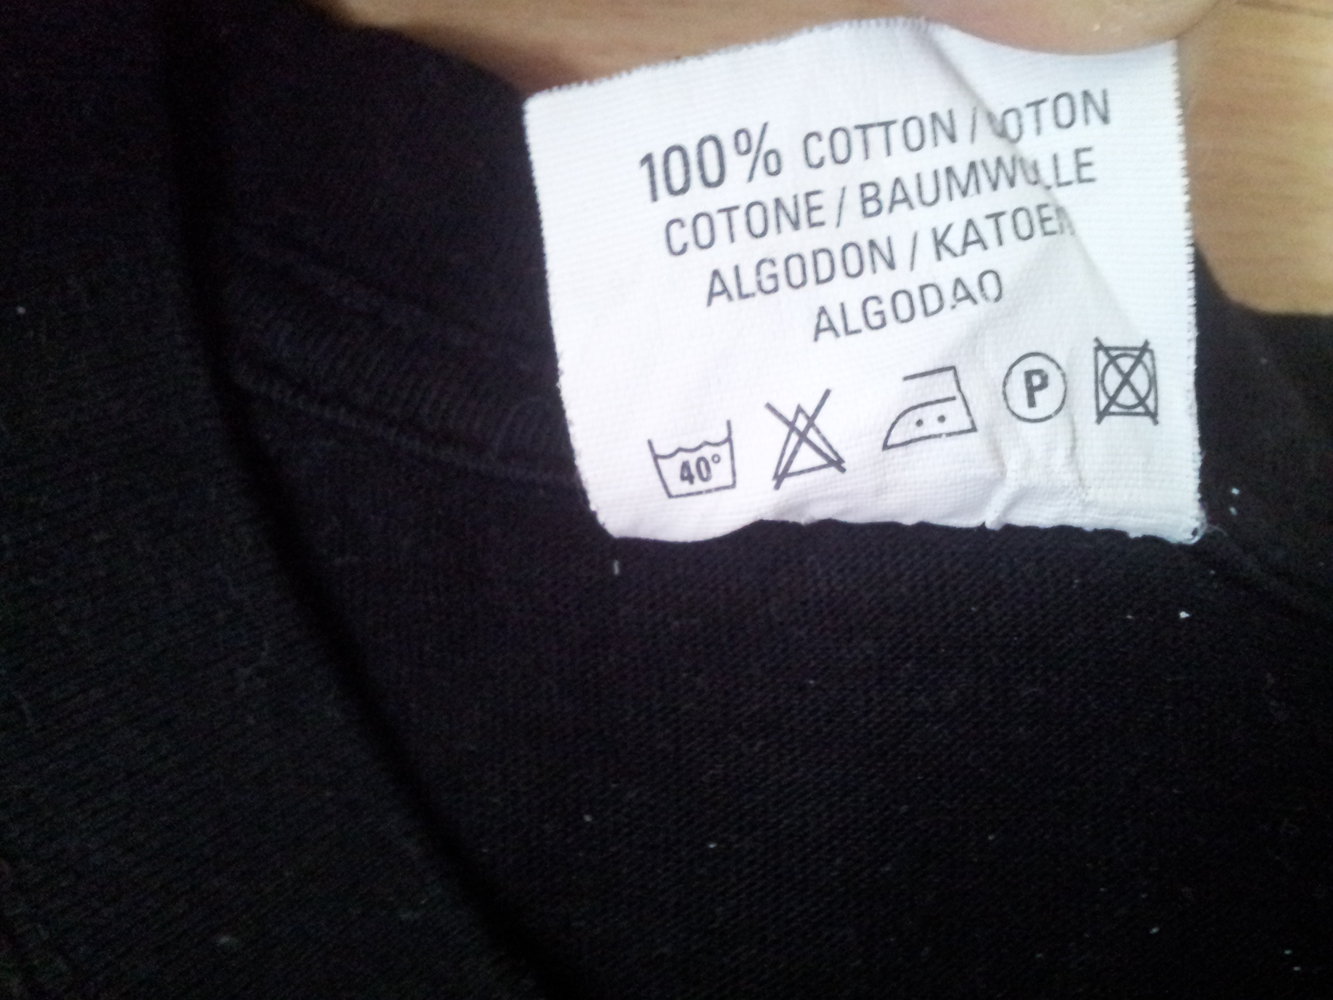 100% COTTON / COTON
COTONE / BAUMWOLLE
ALGODON / KATOEN
ALGODAO
40° P